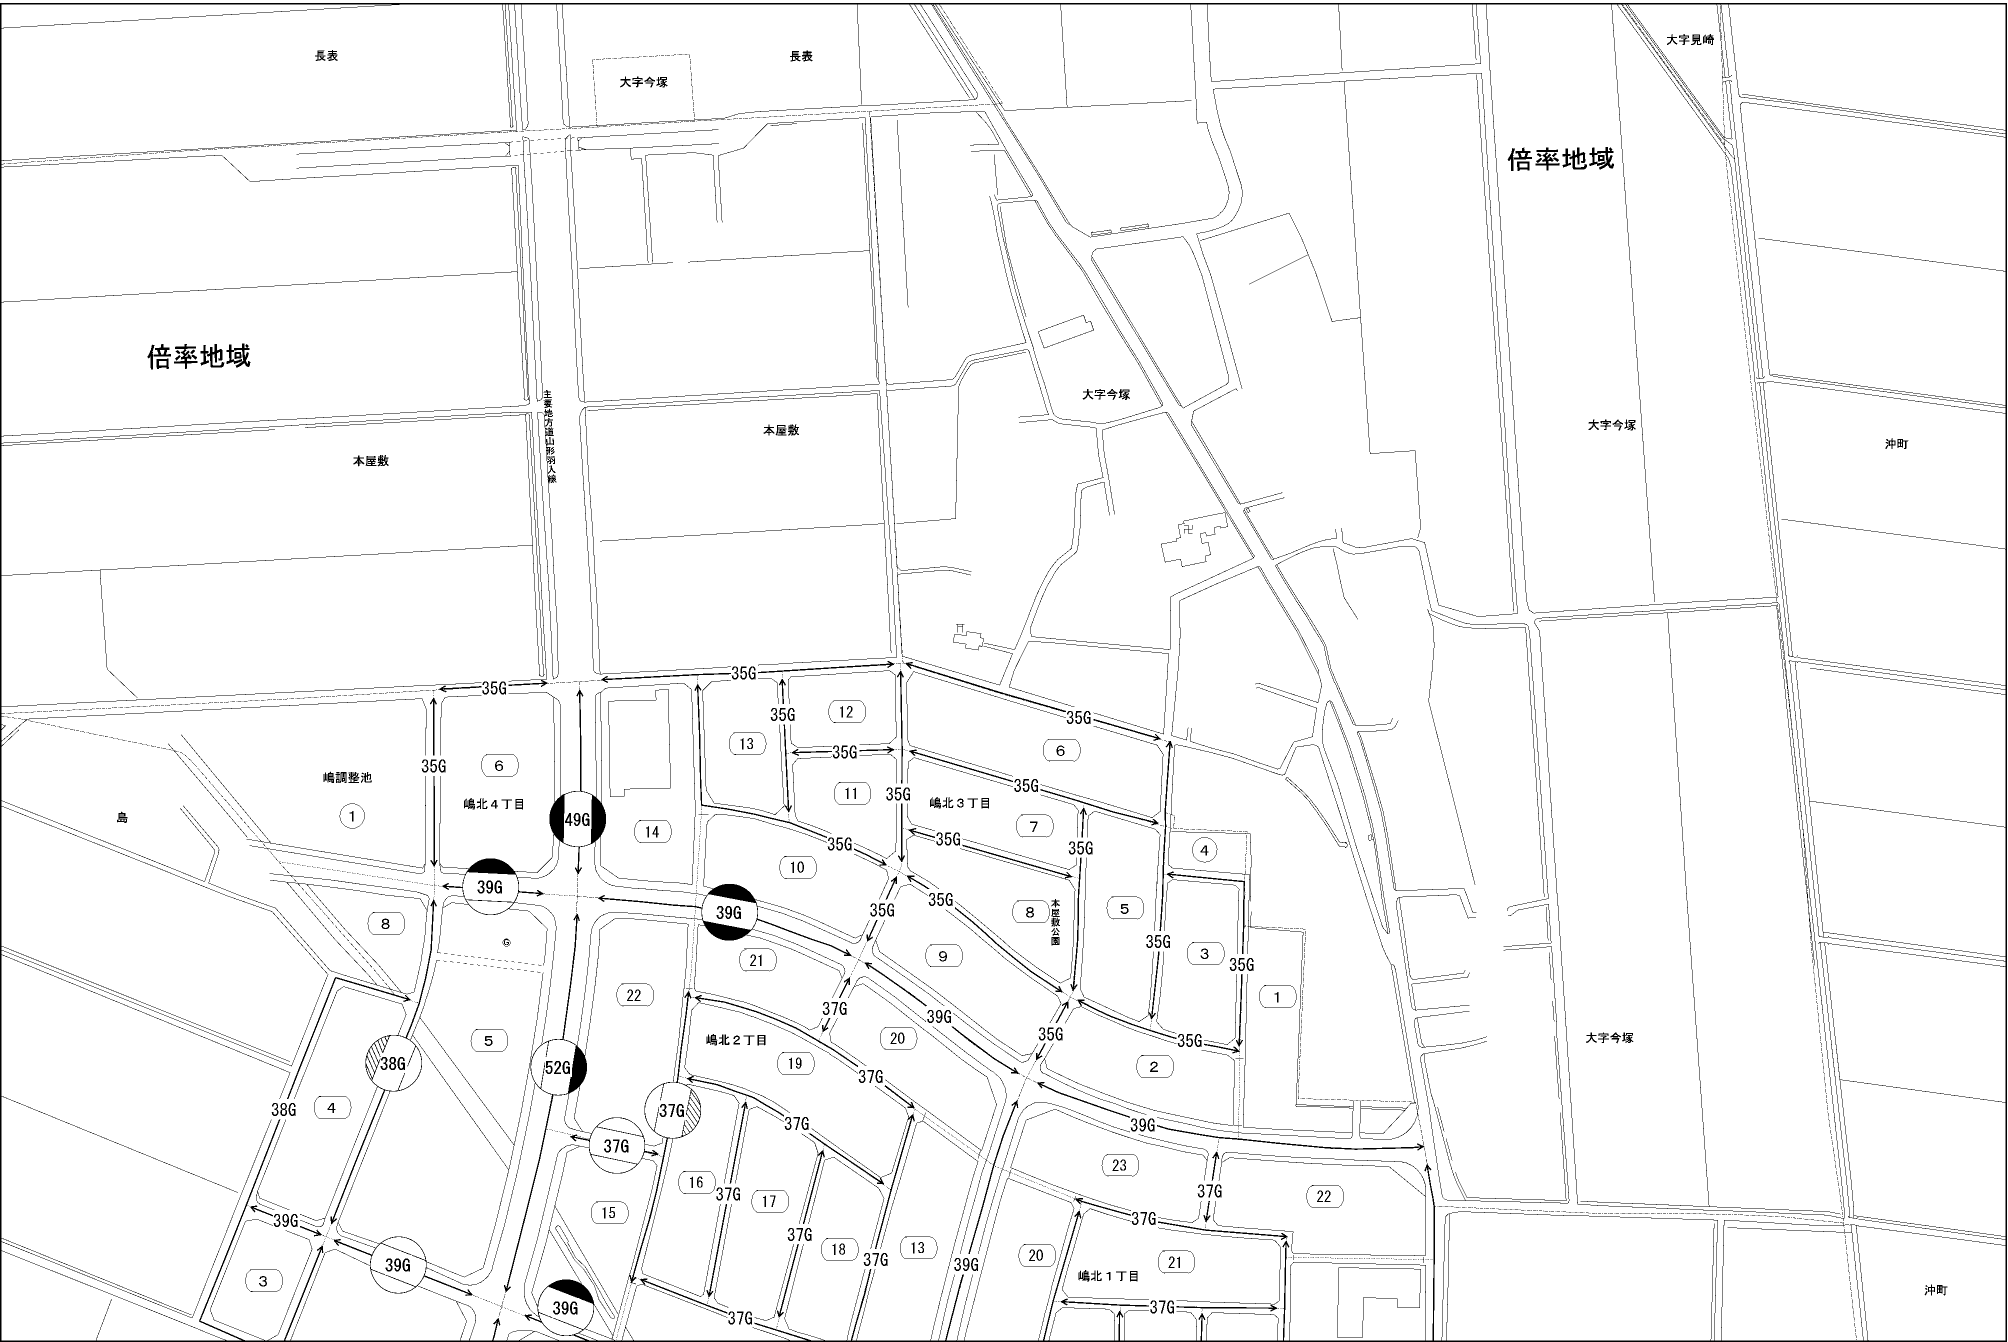 長表
長表
大字今塚
大字見崎
倍率地域
倍率地域
主要地方道山形羽入線
大字今塚
本屋敷
本屋敷
大字今塚
沖町
35G
35G
35G
35G
12
13
6
35G
35G
35G
6
嶋調整池
嶋北4丁目
35G
11
35G
嶋北3丁目
1
島
49G
14
7
35G
35G
35G
10
4
39G
39G
35G
35G
8
本屋敷公園
5
8
G
9
35G
3
35G
21
22
37G
39G
1
5
嶋北2丁目
20
35G
35G
大字今塚
38G
52G
19
37G
2
38G
4
37G
37G
39G
37G
23
16
37G
17
37G
22
39G
15
37G
37G
18
13
20
39G
39G
37G
21
3
嶋北1丁目
39G
37G
37G
沖町